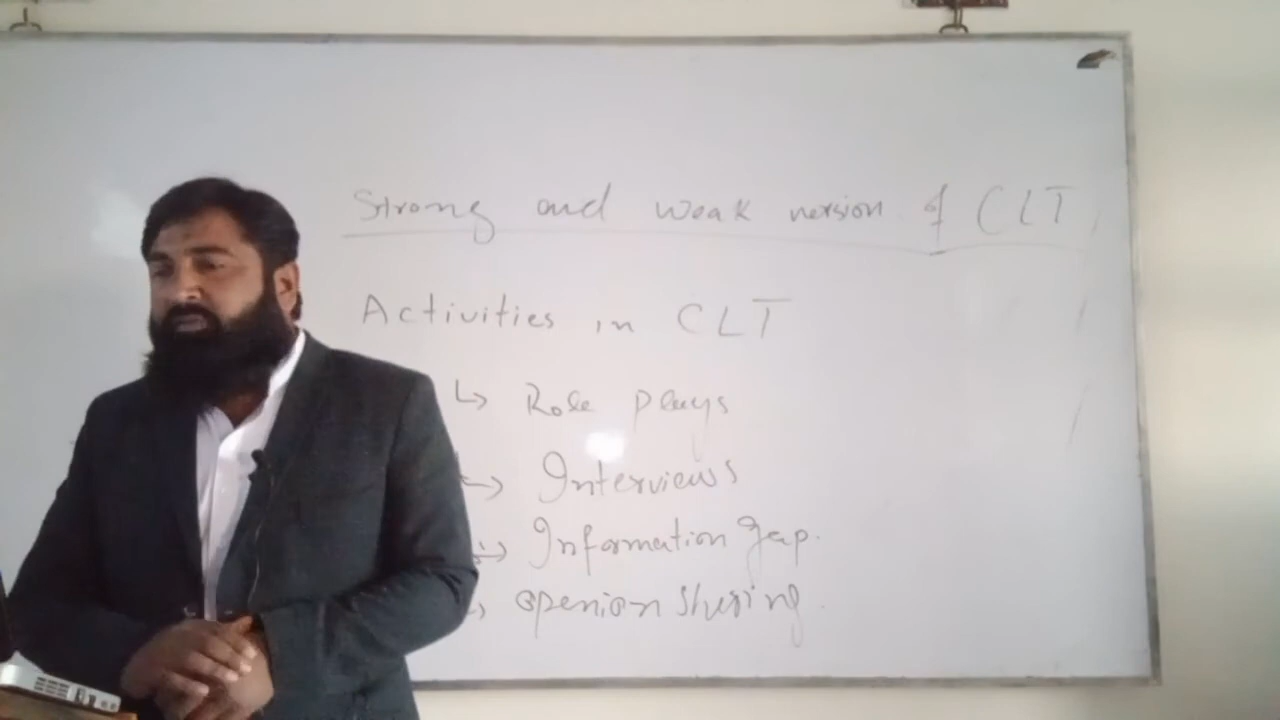 Strong and weak version of CLT
Activities in CLT
↳ Role plays
↳ Interviews
↳ Information gap.
↳ openion sharing